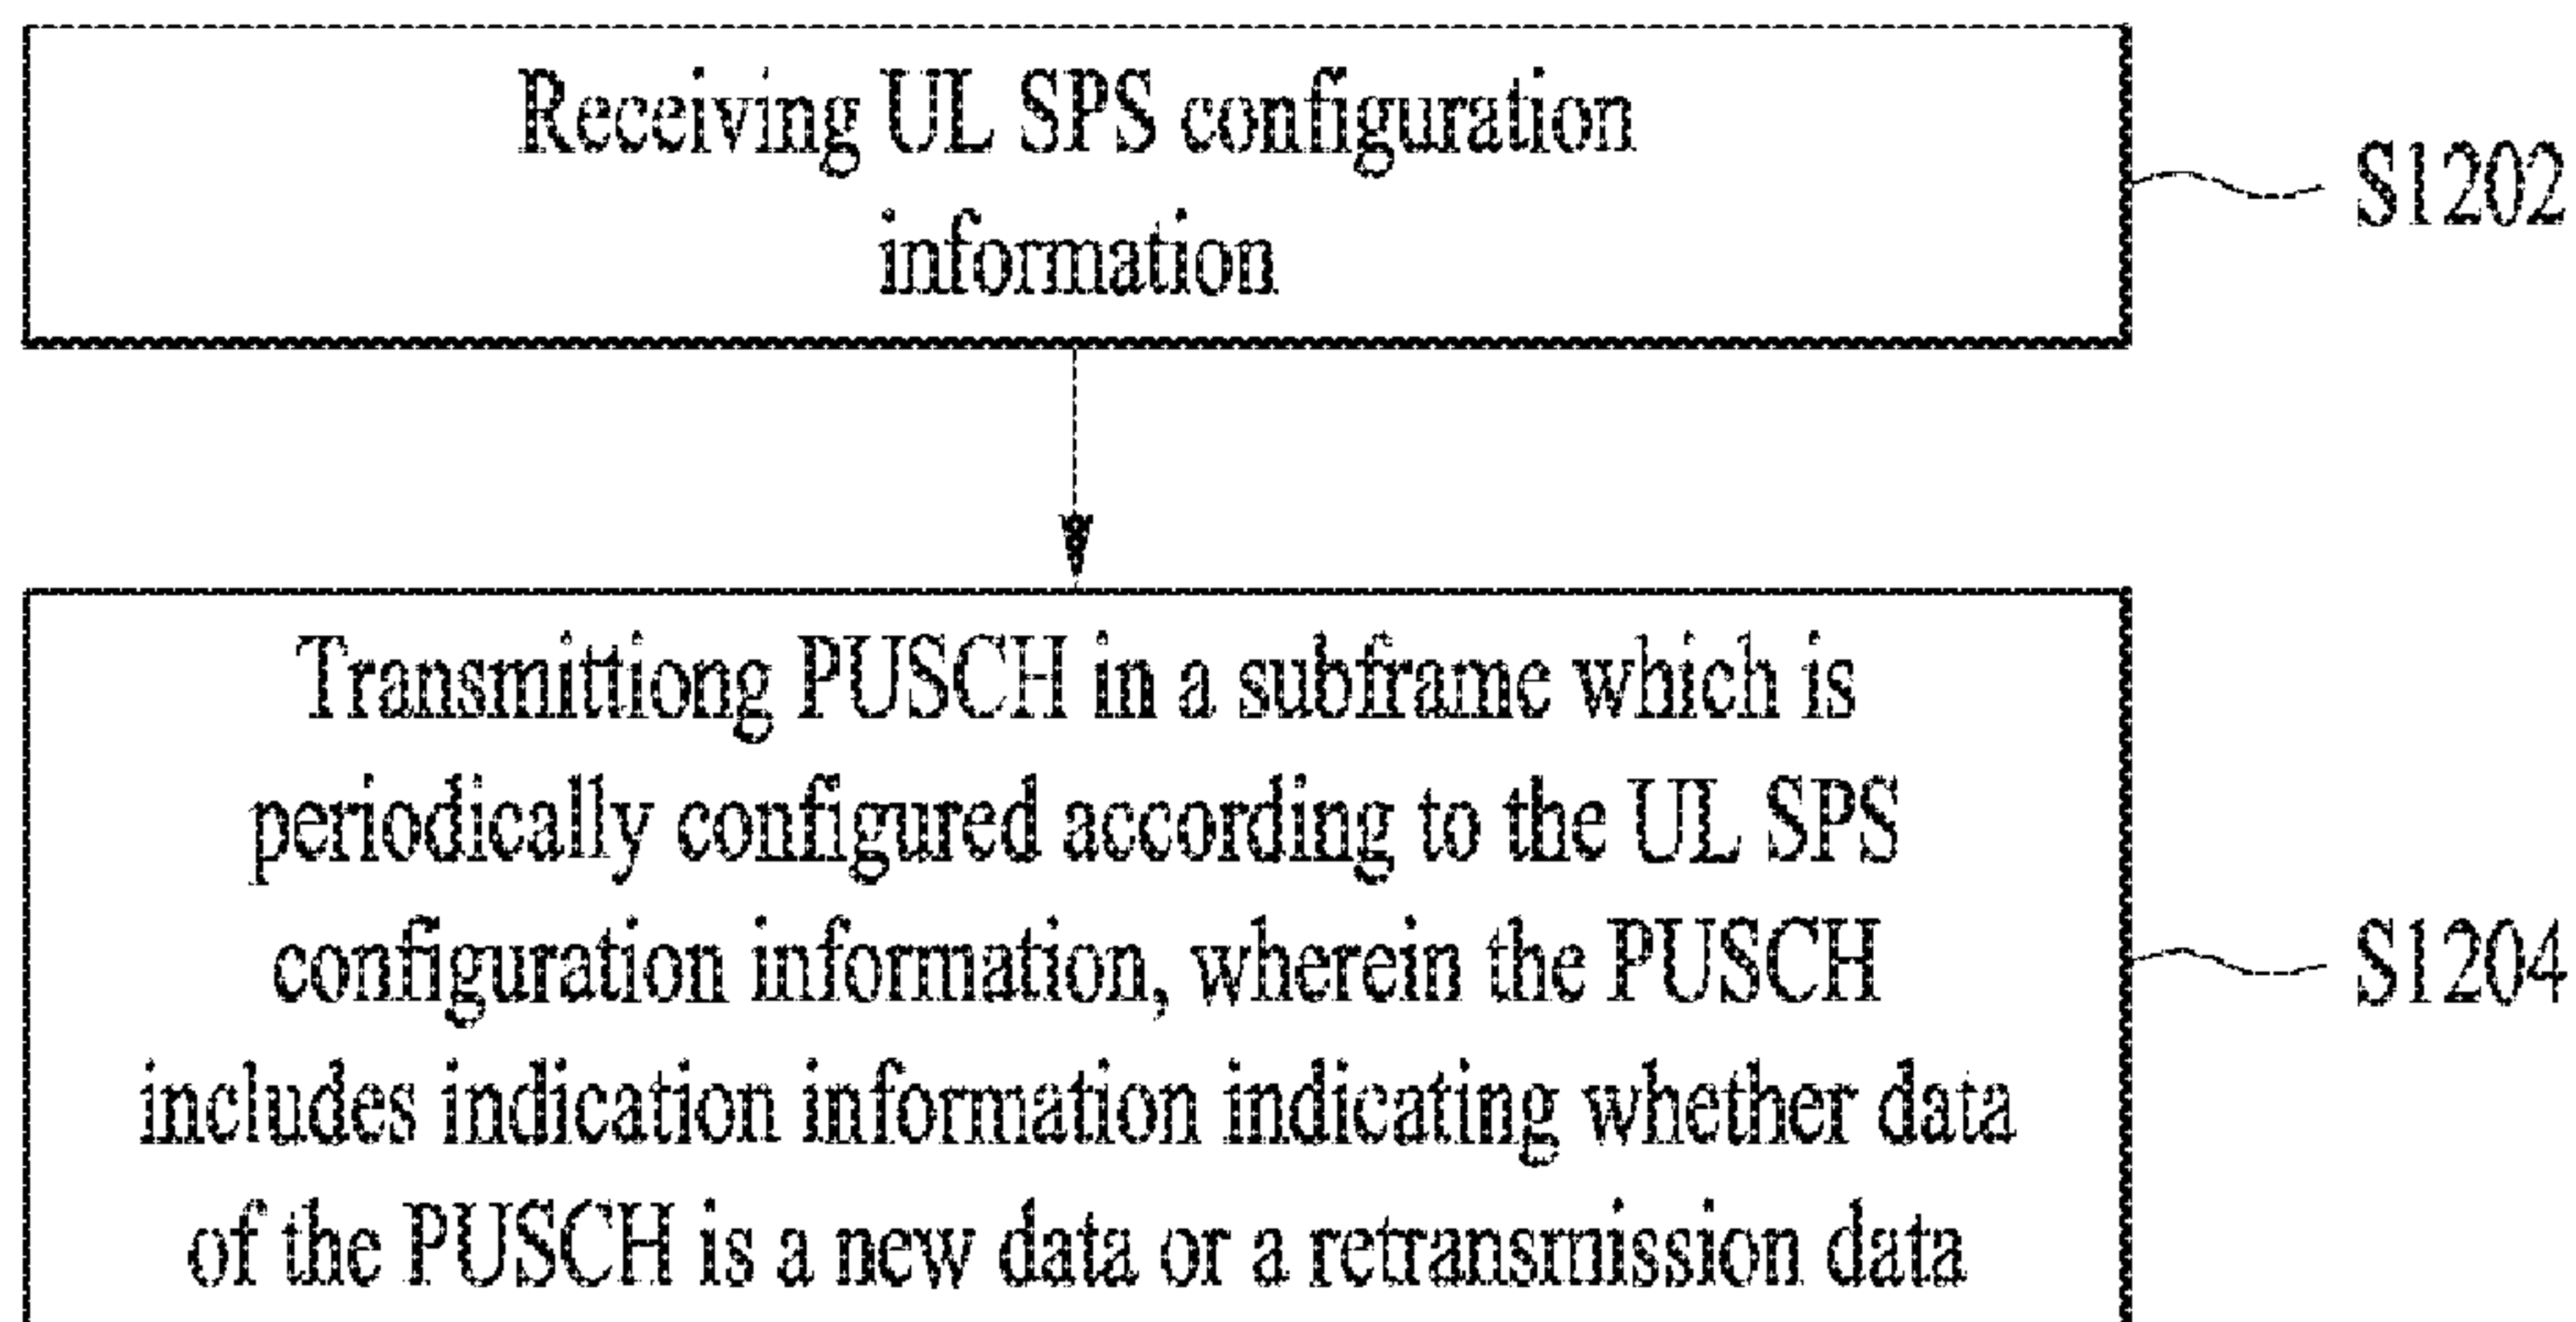 Receiving UL SPS configuration
information
S1202
Transmittiong PUSCH in a subframe which is
periodically configured according to the UL SPS
configuration information, wherein the PUSCH
includes indication information indicating whether data
of the PUSCH is a new data or a retransmission data
S1204